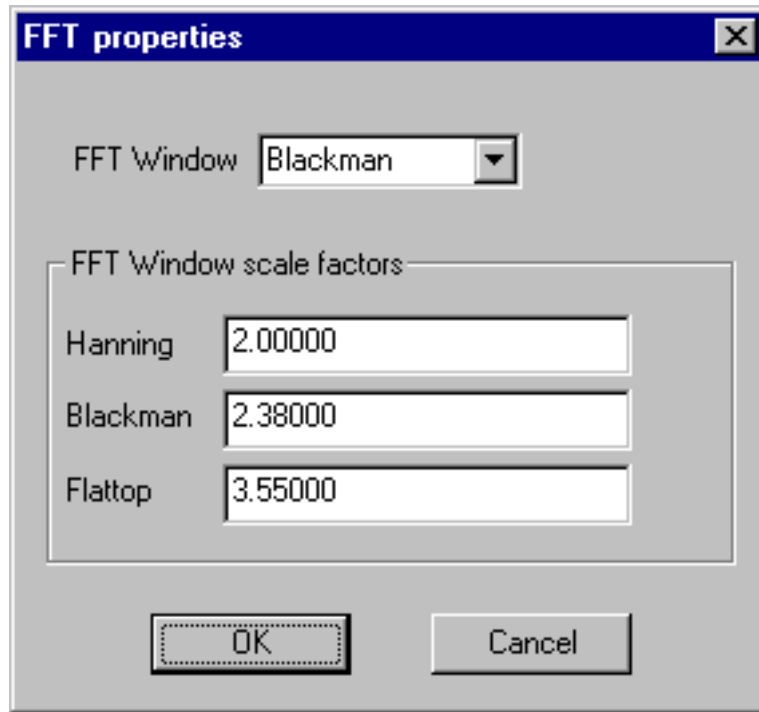 FFT properties
FFT Window Blackman
FFT Window scale factors
Hanning 2.00000
Blackman 2.38000
Flattop 3.55000
OK Cancel